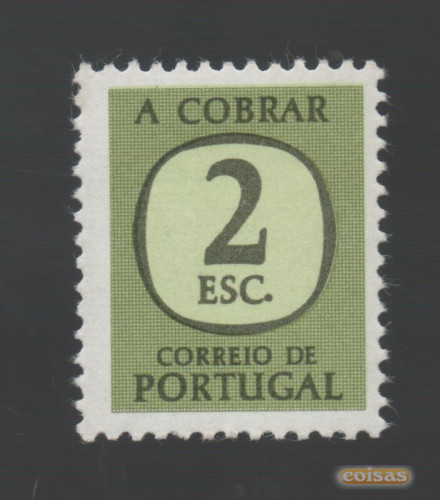 A COBRAR
2
ESC.
CORREIO DE
PORTUGAL
coisas